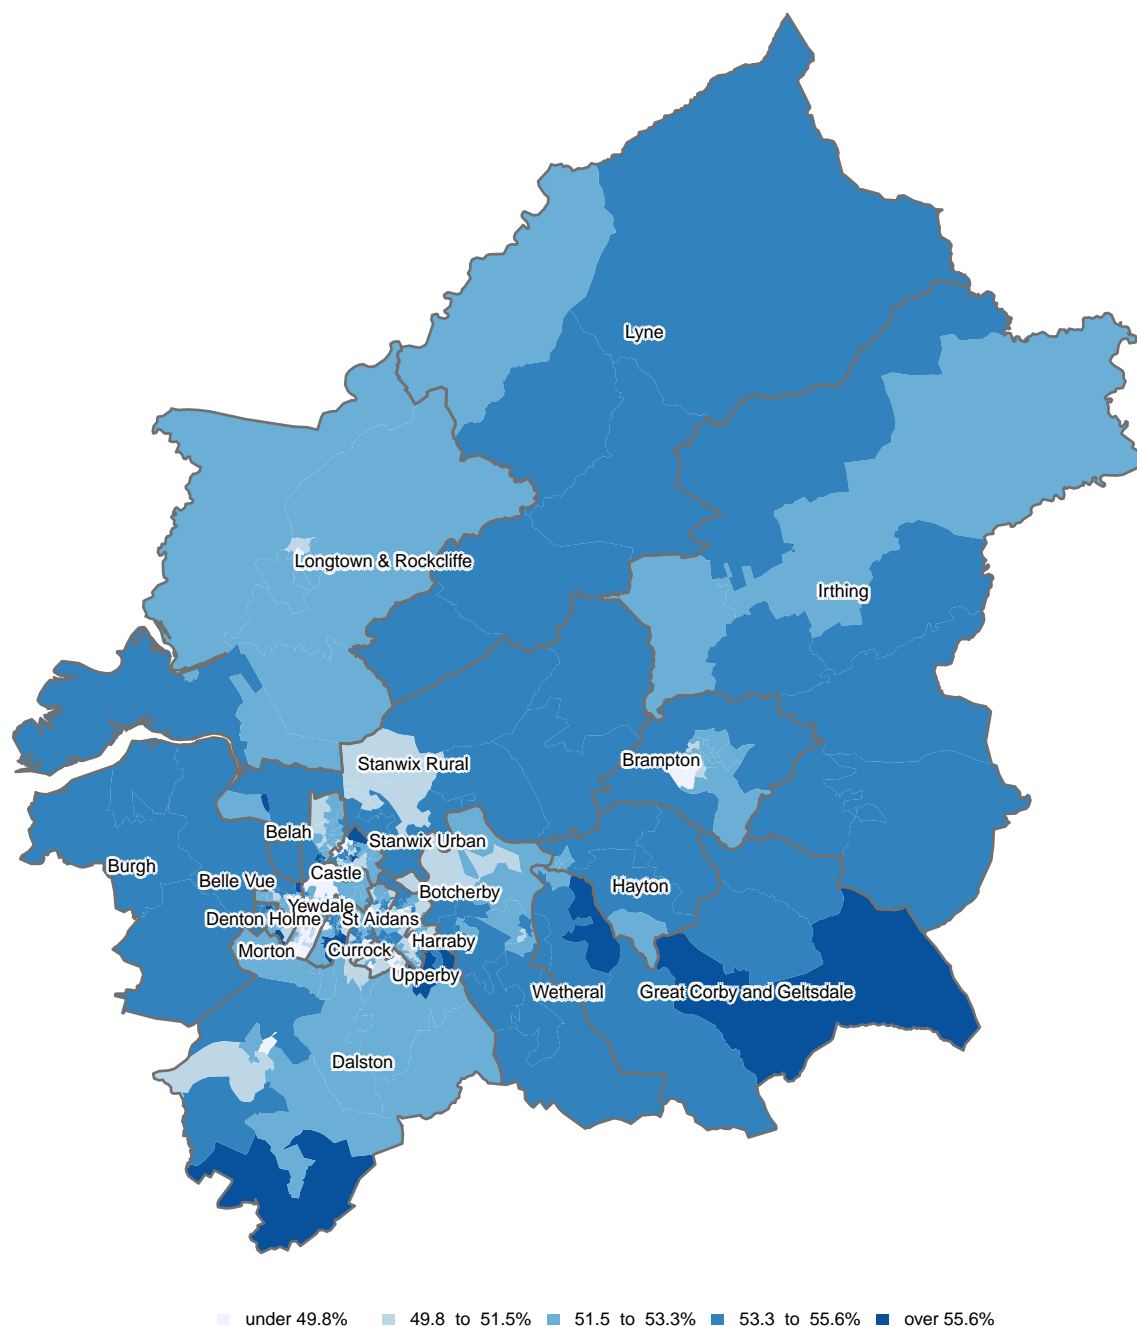 Lyne
Longtown & Rockcliffe
Irthing
Stanwix Rural
Brampton
Belah
Stanwix Urban
Burgh
Castle
Belle Vue
Hayton
Botcherby
Yewdale
Denton Holme
St Aidans
Harraby
Morton
Currock
Upperby
Wetheral
Great Corby and Geltsdale
Dalston
under 49.8%
49.8 to 51.5%
51.5 to 53.3%
53.3 to 55.6%
over 55.6%